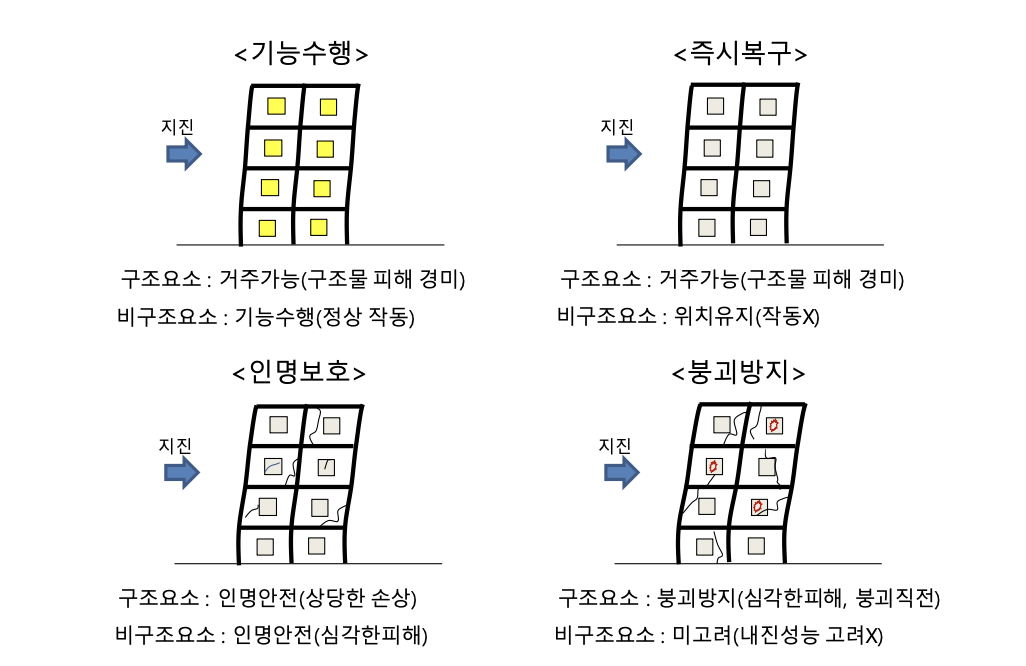 <기능수행>
지진
구조요소 : 거주가능(구조물 피해 경미)
비구조요소 : 기능수행(정상 작동)
<즉시복구>
지진
구조요소 : 거주가능(구조물 피해 경미)
비구조요소 : 위치유지(작동X)
<인명보호>
지진
구조요소 : 인명안전(상당한 손상)
비구조요소 : 인명안전(심각한피해)
<붕괴방지>
지진
구조요소 : 붕괴방지(심각한피해, 붕괴직전)
비구조요소 : 미고려(내진성능 고려X)